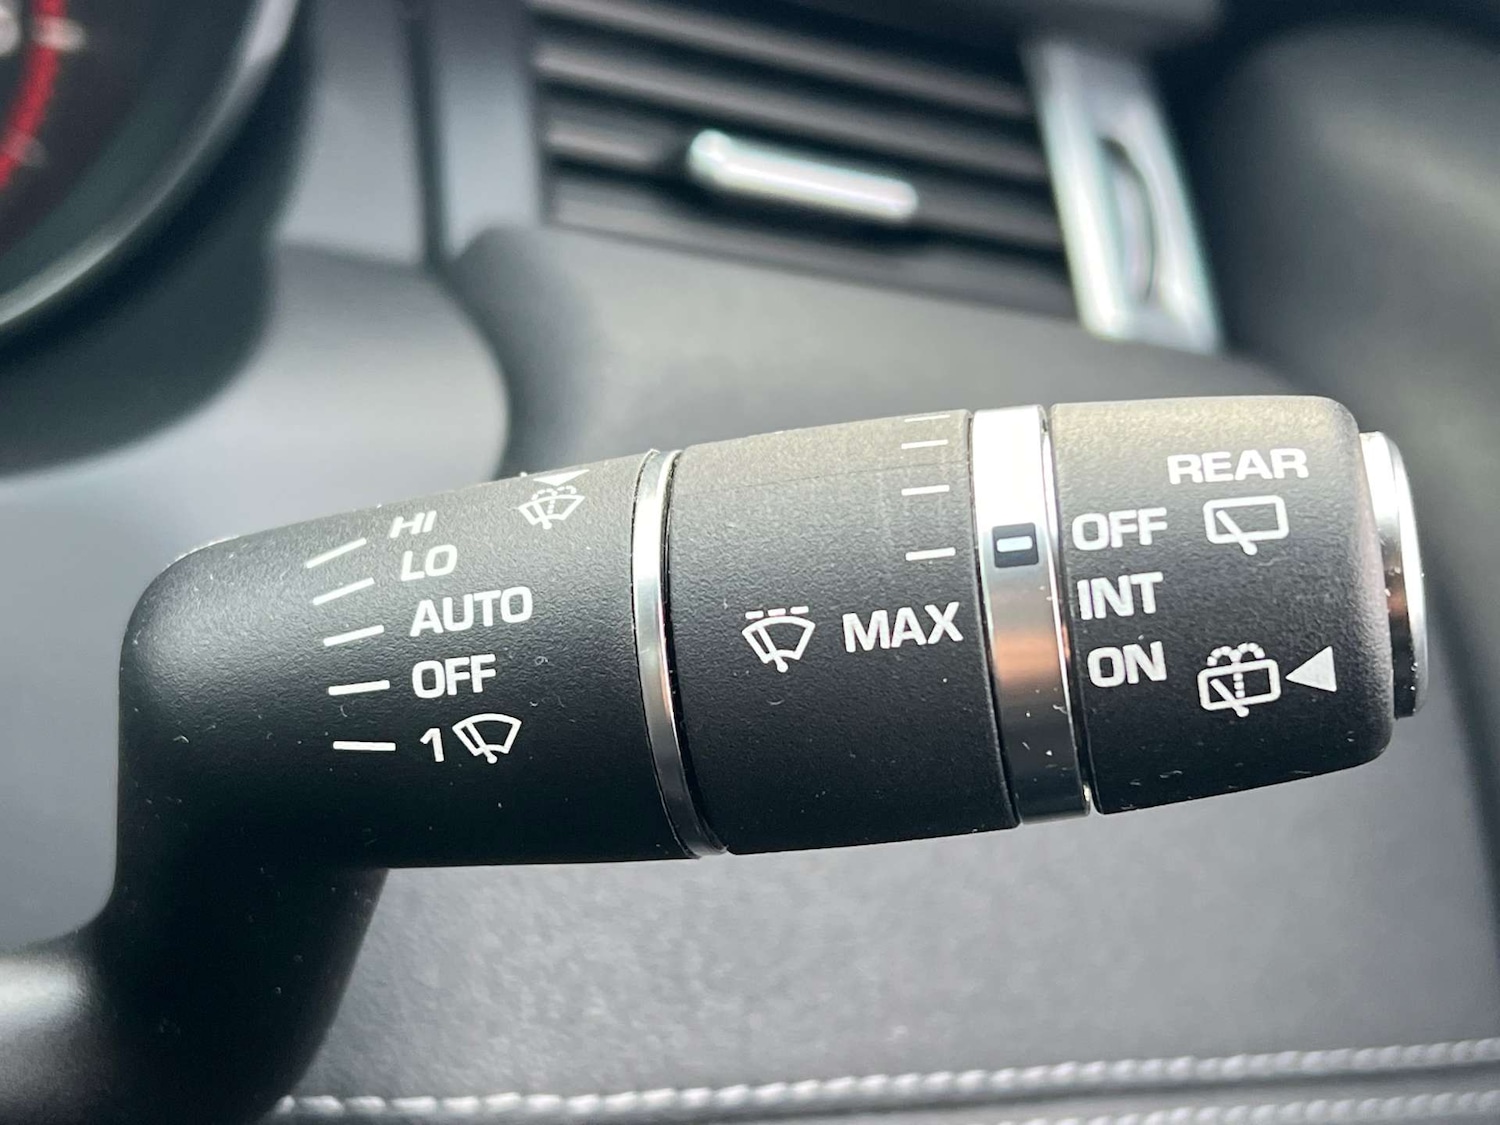 HI
LO
AUTO
OFF
1
MAX
REAR
OFF
INT
ON